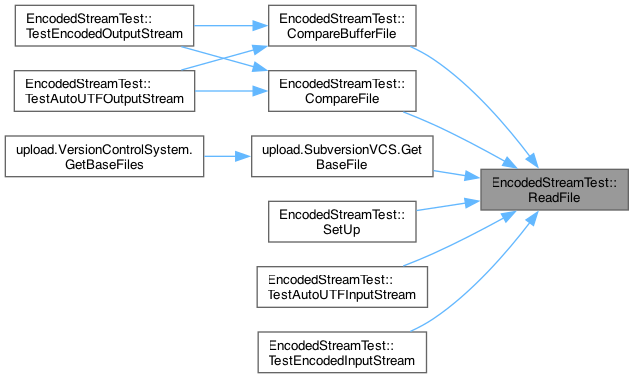 EncodedStreamTest::
TestEncodedOutputStream
EncodedStreamTest::
CompareBufferFile
EncodedStreamTest::
TestAutoUTFOutputStream
EncodedStreamTest::
CompareFile
upload.VersionControlSystem.
GetBaseFiles
upload.SubversionVCS.Get
BaseFile
EncodedStreamTest::
ReadFile
EncodedStreamTest::
SetUp
EncodedStreamTest::
TestAutoUTFInputStream
EncodedStreamTest::
TestEncodedInputStream